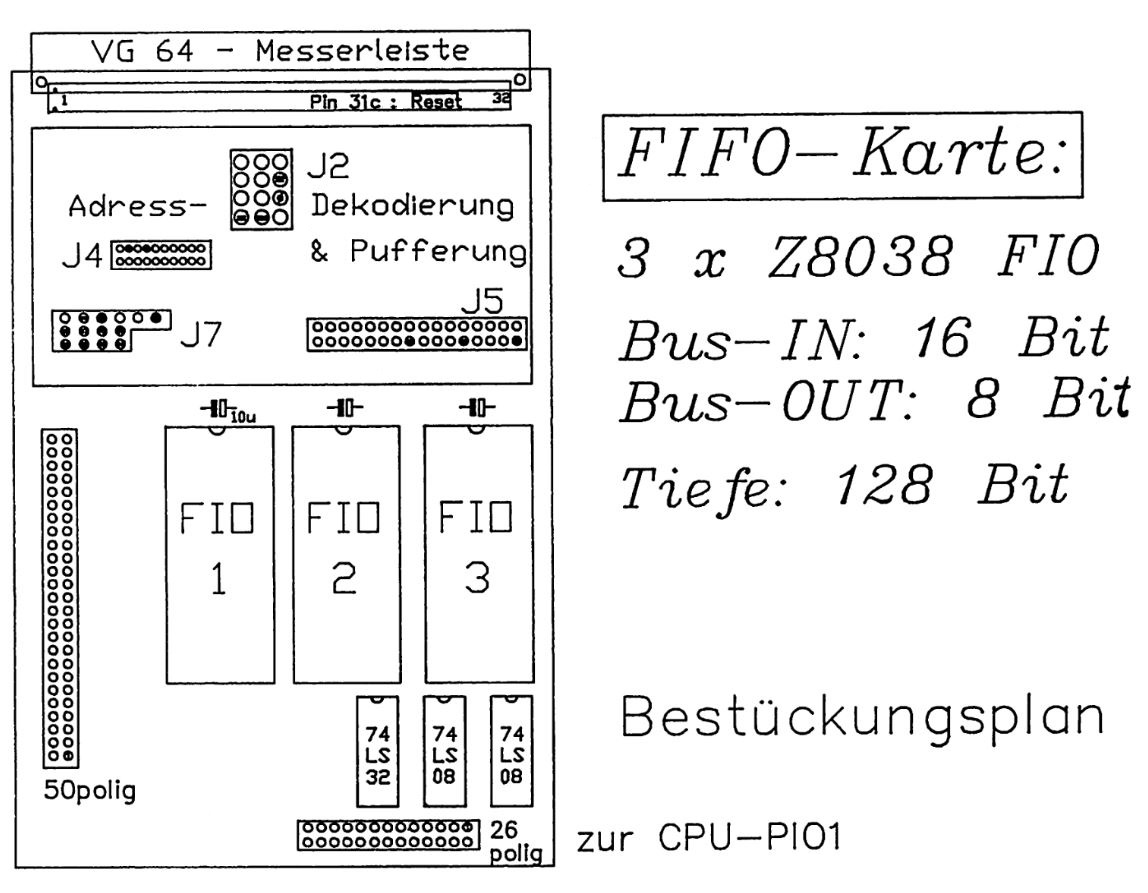 VG 64 - Messerleiste
1
Pin 31c : Reset
32
J2
Adress-
Dekodierung
J4
& Pufferung
J5
J7
10u
FIO
1
FIO
2
FIO
3
74
LS
32
74
LS
08
74
LS
08
50polig
26
polig
FIFO-Karte:
3 x Z8038 FIO
Bus-IN: 16 Bit
Bus-OUT: 8 Bit
Tiefe: 128 Bit
Bestückungsplan
zur CPU-PIO1